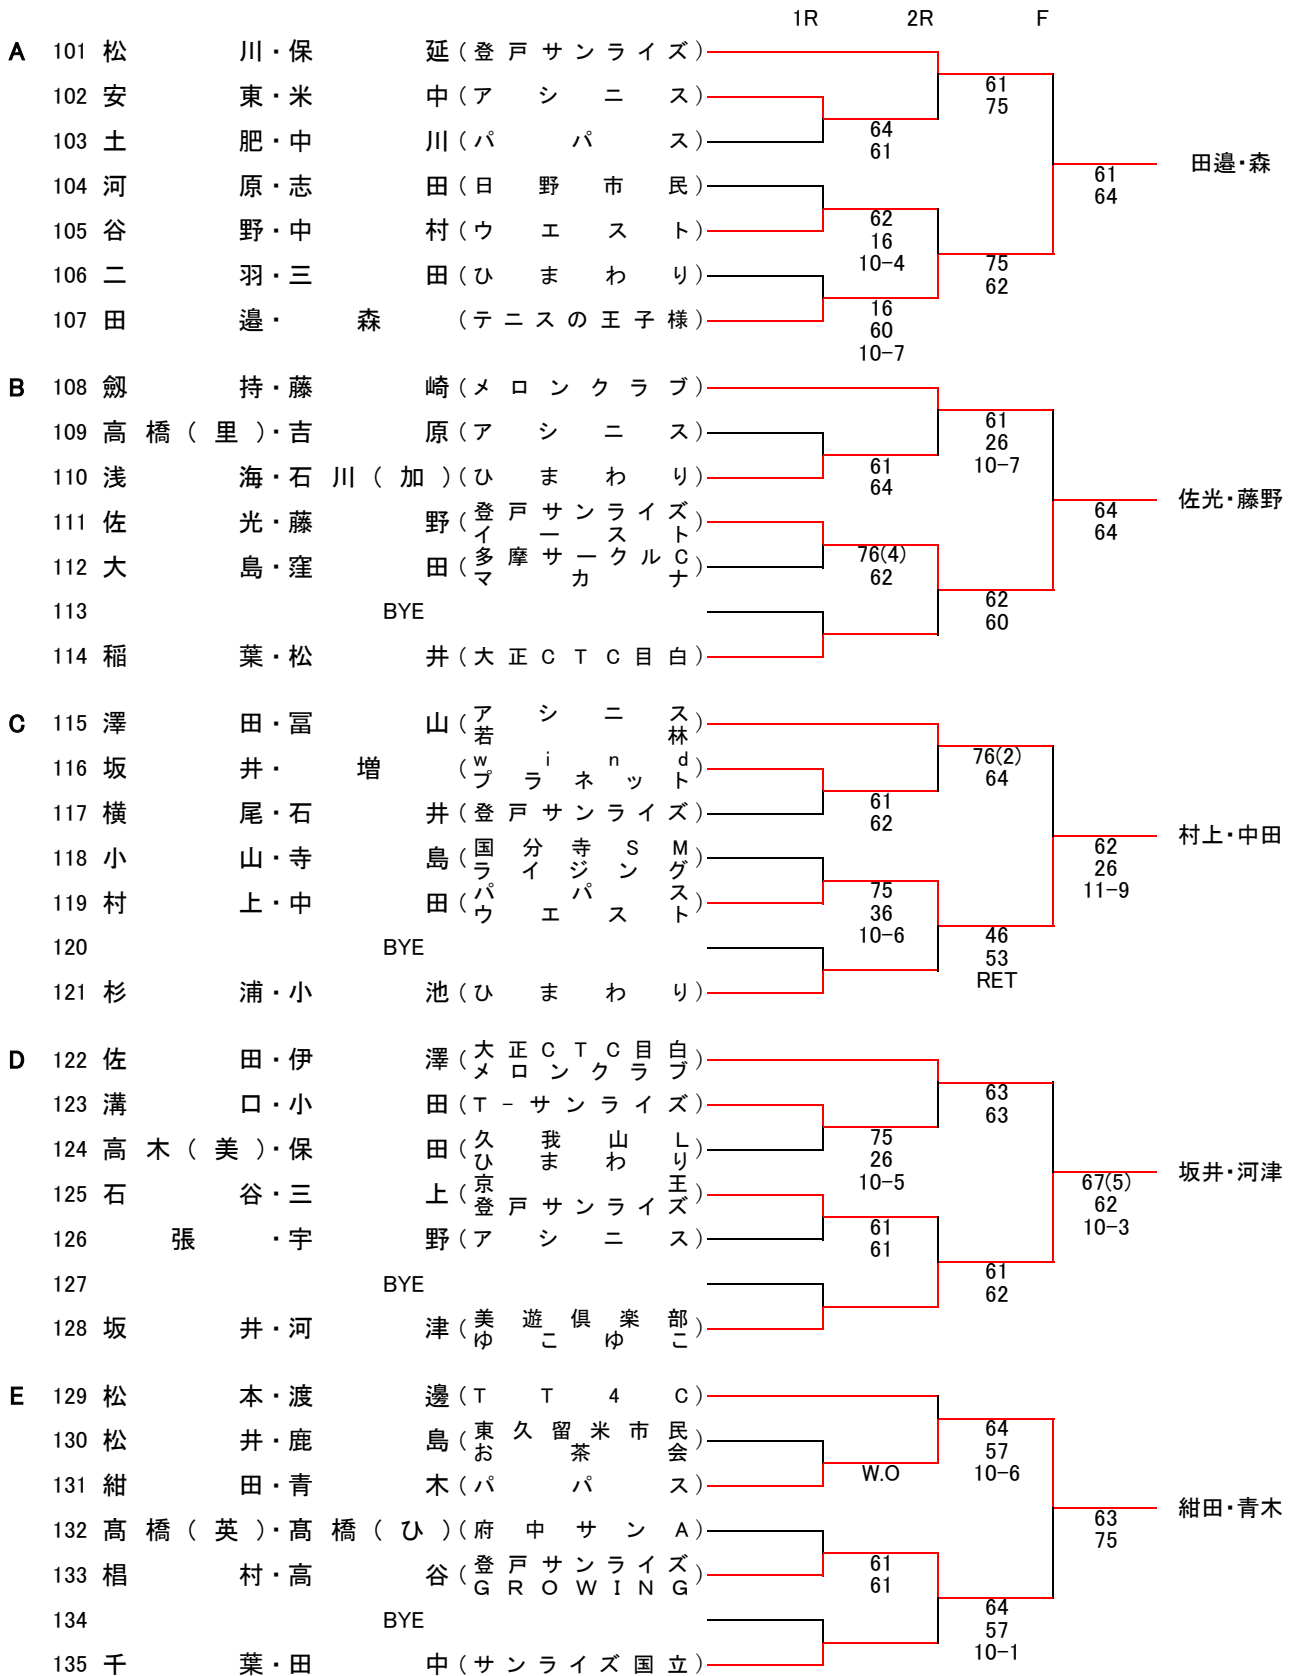 1R 2R F
A 101 松川・保延(登戸サンライズ)
61
102 安東・米中(アシニス)
75
64
103 土肥・中川(パパス)
61
田邉・森
61
104 河原・志田(日野市民)
64
62
105 谷野・中村(ウエスト)
16
10-4
75
106 二羽・三田(ひまわり)
62
16
107 田邉・森(テニスの王子様)
60
10-7
B 108 劔持・藤崎(メロンクラブ)
61
109 高橋(里)・吉原(アシニス)
26
10-7
61
110 浅海・石川(加)(ひまわり)
64
佐光・藤野
111 佐光・藤野(登戸サンライズ
イースト)
64
64
76(4)
112 大島・窪田(多摩サークルC
マカナ)
62
62
113 BYE
60
114 稲葉・松井(大正CTC目白)
C 115 澤田・冨山(アシニス
若林)
76(2)
116 坂井・増(wind
プラネット)
64
61
117 横尾・石井(登戸サンライズ)
62
村上・中田
62
118 小山・寺島(国分寺SM
ライジング)
26
11-9
75
119 村上・中田(パパス
ウエスト)
36
10-6
46
120 BYE
53
RET
121 杉浦・小池(ひまわり)
D 122 佐田・伊澤(大正CTC目白
メロンクラブ)
63
123 溝口・小田(T-サンライズ)
63
75
124 高木(美)・保田(久我山L
ひまわり)
26
10-5
坂井・河津
67(5)
125 石谷・三上(京王
登戸サンライズ)
62
10-3
61
126 張・宇野(アシニス)
61
61
127 BYE
62
128 坂井・河津(美遊倶楽部
ゆこゆこ)
E 129 松本・渡邊(TT4C)
64
130 松井・鹿島(東久留米市民
お茶会)
57
10-6
W.O
131 紺田・青木(パパス)
紺田・青木
63
132 髙橋(英)・髙橋(ひ)(府中サンA)
75
61
133 椙村・高谷(登戸サンライズ
GROWING)
61
64
134 BYE
57
10-1
135 千葉・田中(サンライズ国立)